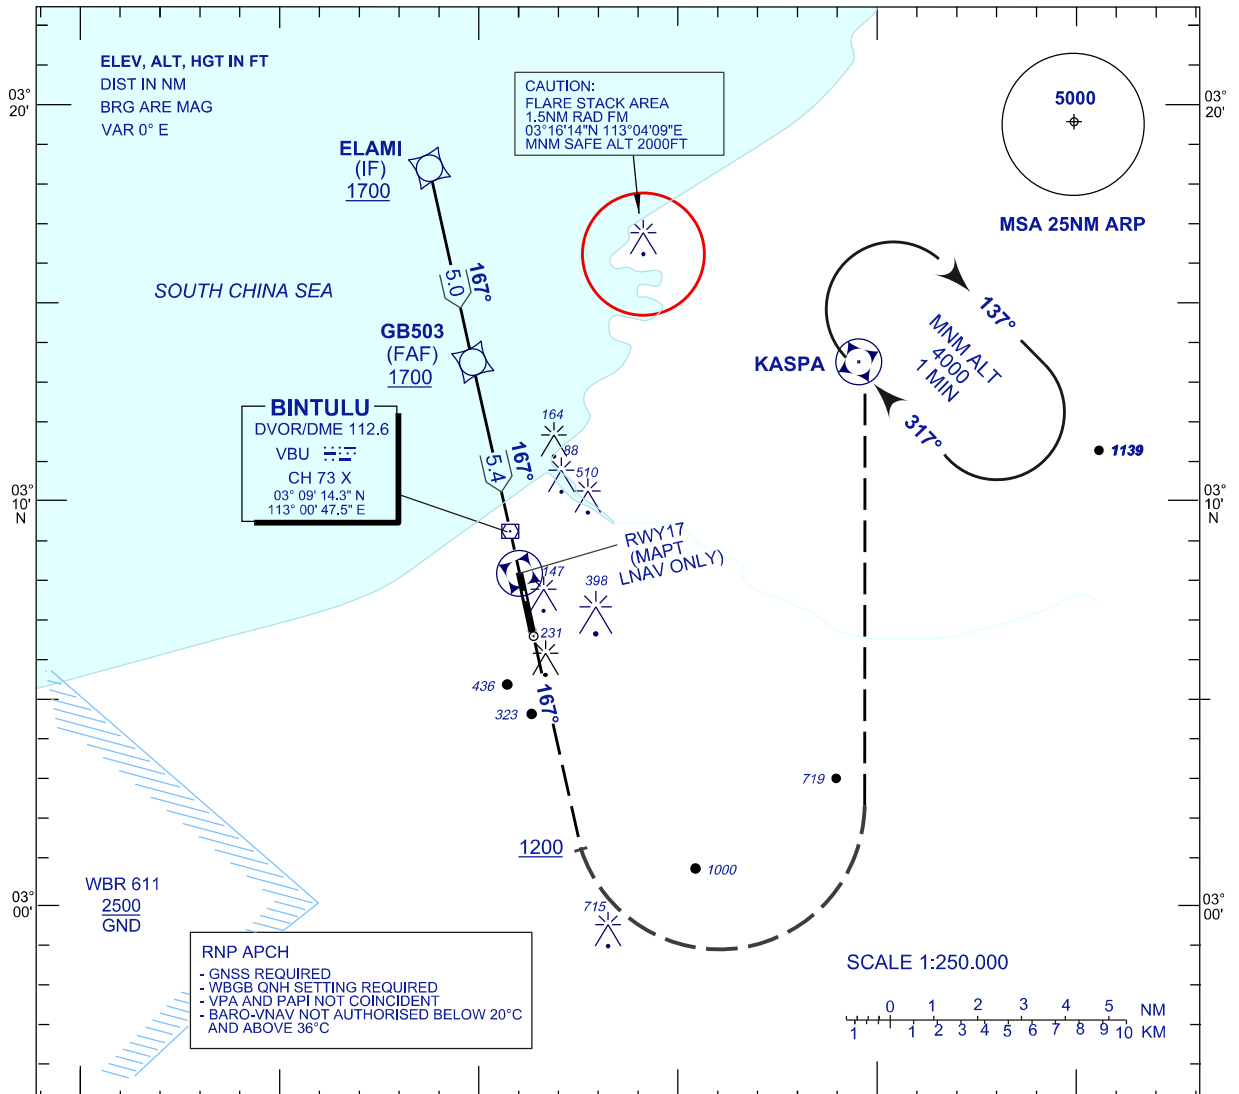 ELEV, ALT, HGT IN FT
DIST IN NM
BRG ARE MAG
VAR 0° E
03°
20'
CAUTION:
FLARE STACK AREA
1.5NM RAD FM
03°16'14"N 113°04'09"E
MNM SAFE ALT 2000FT
5000
03°
20'
MSA 25NM ARP
ELAMI
(IF)
1700
SOUTH CHINA SEA
5.0
167°
GB503
(FAF)
1700
KASPA
137°
MNM ALT
4000
1 MIN
317°
1139
BINTULU
DVOR/DME 112.6
VBU
CH 73 X
03° 09' 14.3" N
113° 00' 47.5" E
5.4
167°
164
88
510
03°
10'
N
03°
10'
N
RWY17
(MAPT
LNAV ONLY)
147
398
231
436
323
167°
719
1200
1000
715
WBR 611
2500
GND
03°
00'
03°
00'
RNP APCH
- GNSS REQUIRED
- WBGB QNH SETTING REQUIRED
- VPA AND PAPI NOT COINCIDENT
- BARO-VNAV NOT AUTHORISED BELOW 20°C
AND ABOVE 36°C
SCALE 1:250.000
0 1 2 3 4 5 NM
1 1 2 3 4 5 6 7 8 9 10 KM